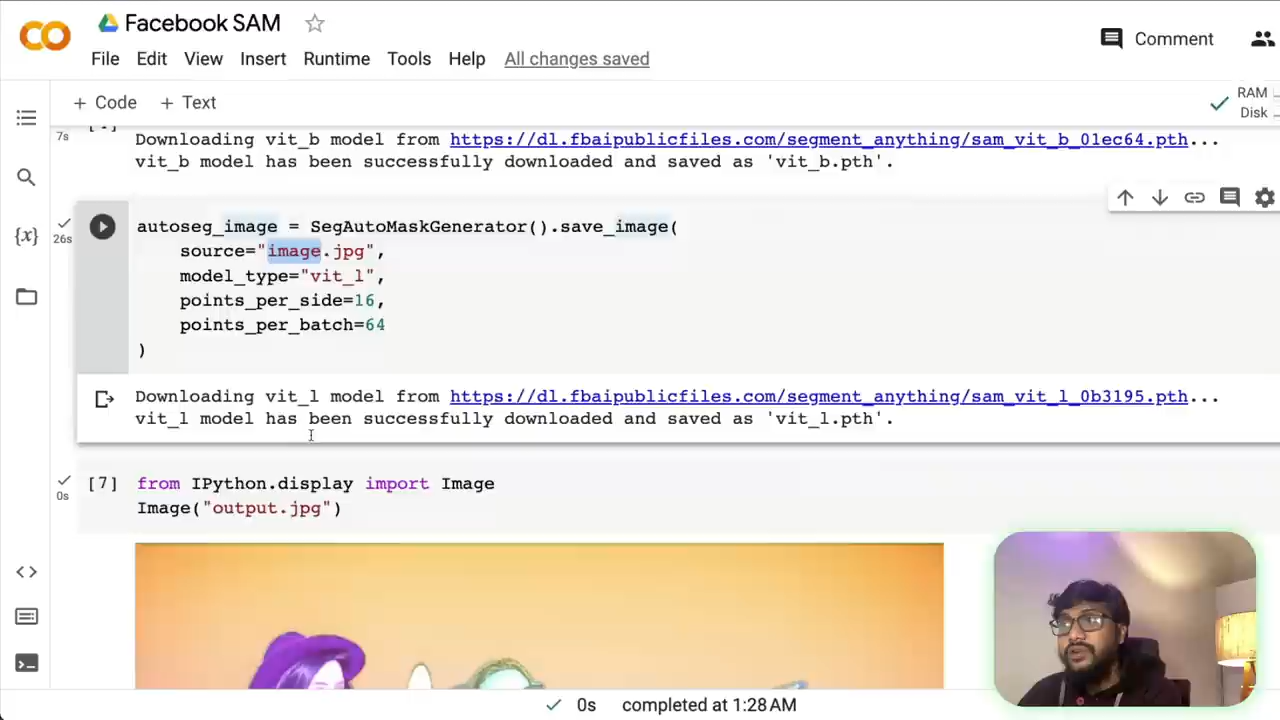 CO Facebook SAM
Comment
File Edit View Insert Runtime Tools Help All changes saved
+ Code + Text
RAM
Disk
7s
Downloading vit_b model from https://dl.fbaipublicfiles.com/segment_anything/sam_vit_b_01ec64.pth...
vit_b model has been successfully downloaded and saved as 'vit_b.pth'.
26s
autoseg_image = SegAutoMaskGenerator().save_image(
source="image.jpg",
model_type="vit_l",
points_per_side=16,
points_per_batch=64
)
Downloading vit_l model from https://dl.fbaipublicfiles.com/segment_anything/sam_vit_l_0b3195.pth...
vit_l model has been successfully downloaded and saved as 'vit_l.pth'.
0s
[7] from IPython.display import Image
Image("output.jpg")
{x}
0s completed at 1:28 AM